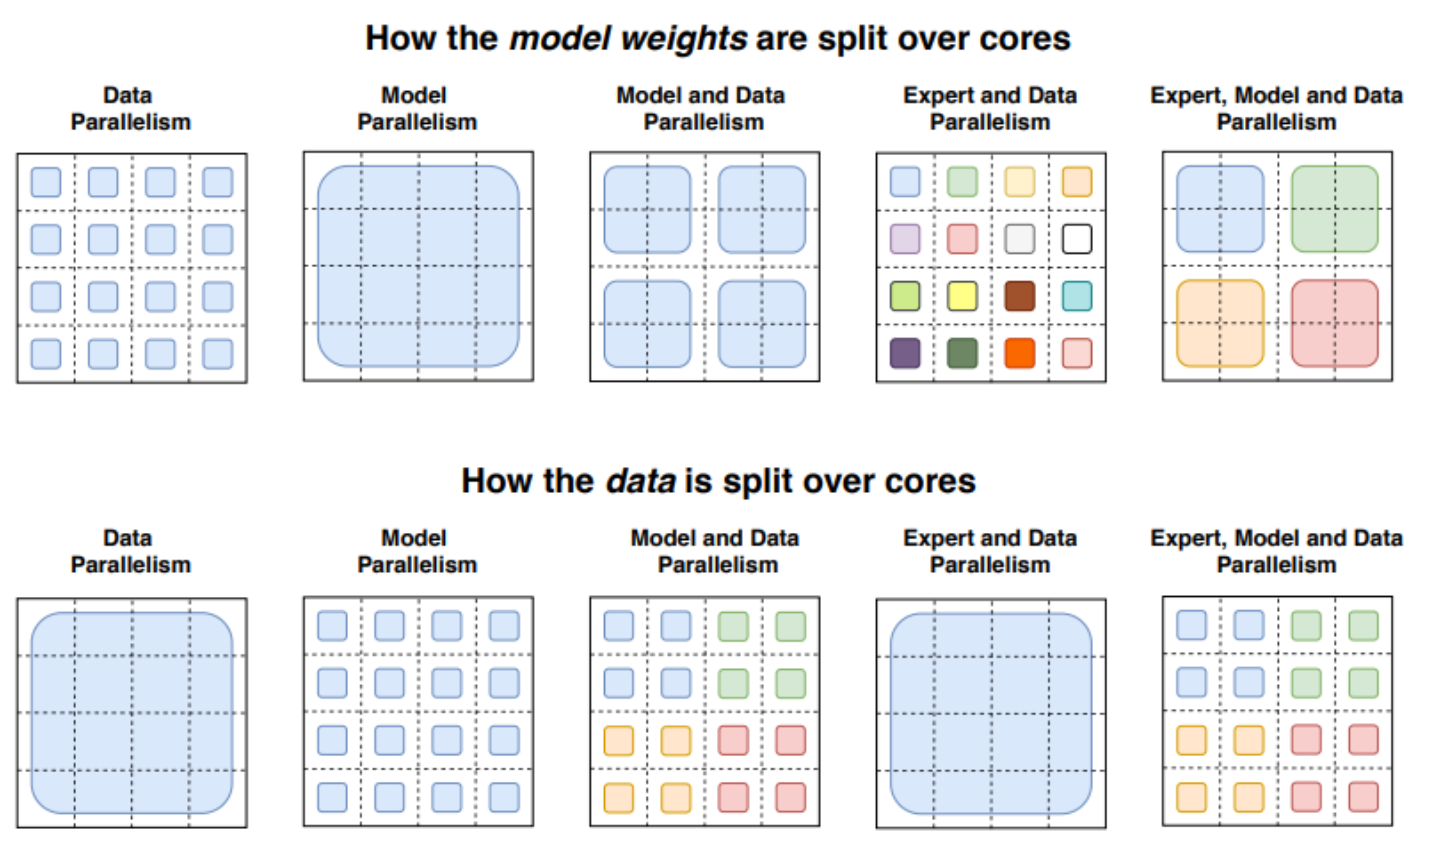 How the model weights are split over cores
Data
Parallelism
Model
Parallelism
Model and Data
Parallelism
Expert and Data
Parallelism
Expert, Model and Data
Parallelism
How the data is split over cores
Data
Parallelism
Model
Parallelism
Model and Data
Parallelism
Expert and Data
Parallelism
Expert, Model and Data
Parallelism